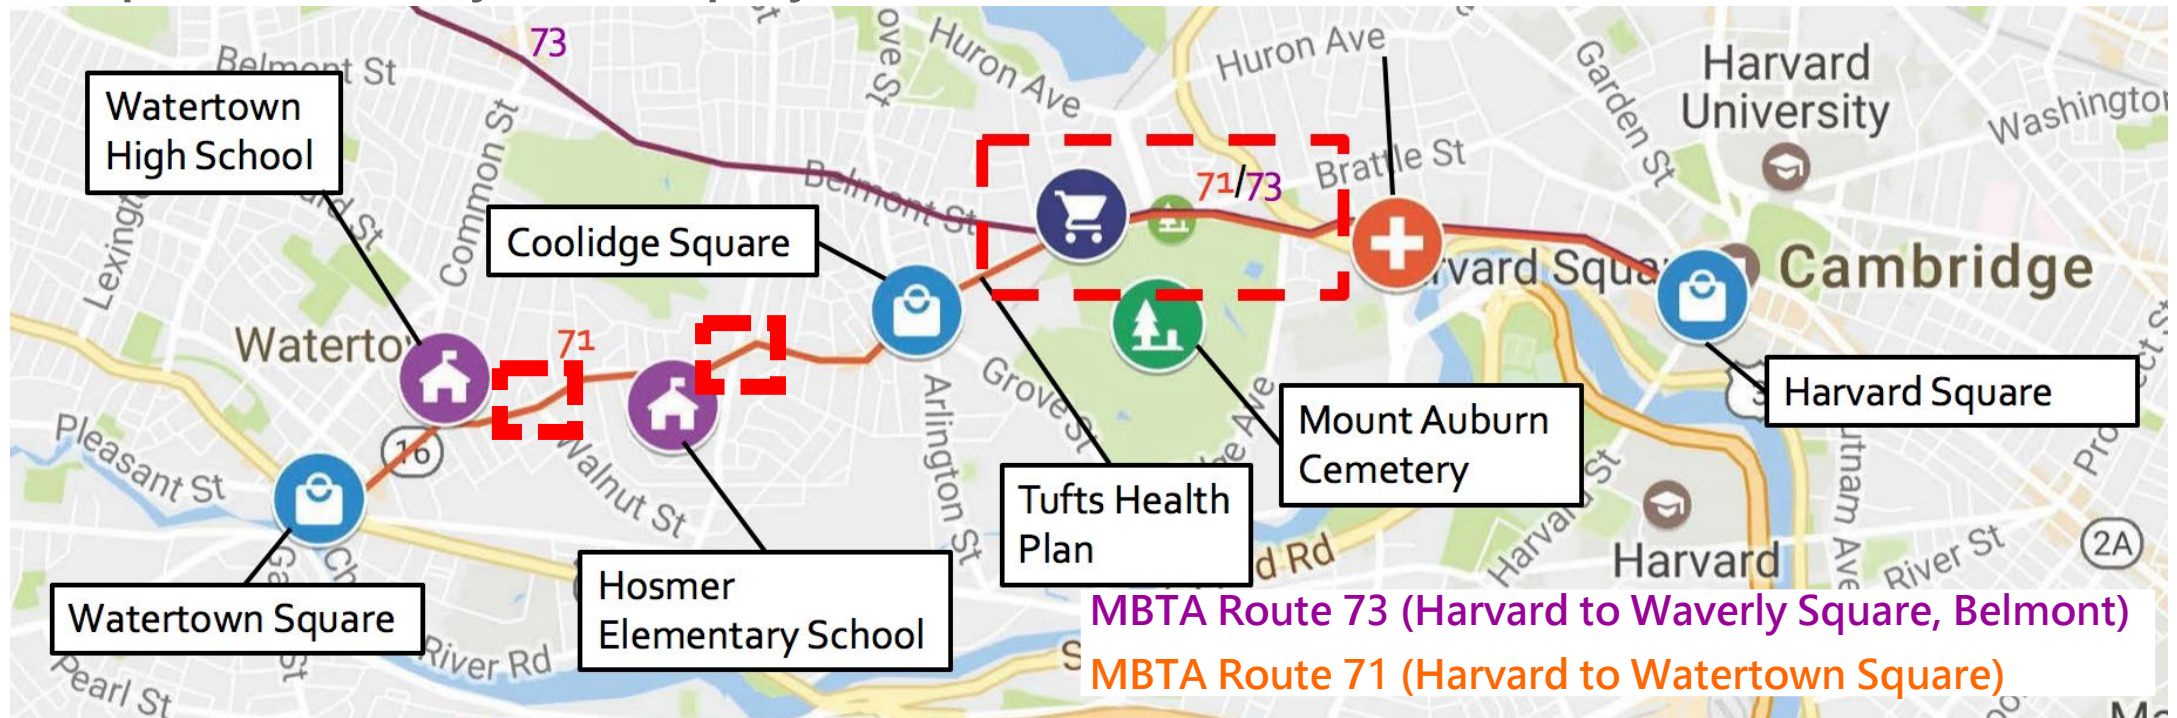 73
Belmont St
Huron Ave
Huron Ave
Garden St
Harvard
University
Washington
Watertown
High School
Common St
Brattle St
71/73
Belmont St
Coolidge Square
Cambridge
71
Harvard Square
Grove St
Arlington St
Mount Auburn
Cemetery
16
Pleasant St
Walnut St
Tufts Health
Plan
Harvard St
Harvard
2A
River St
Watertown Square
Hosmer
Elementary School
River Rd
Pearl St
MBTA Route 73 (Harvard to Waverly Square, Belmont)
MBTA Route 71 (Harvard to Watertown Square)